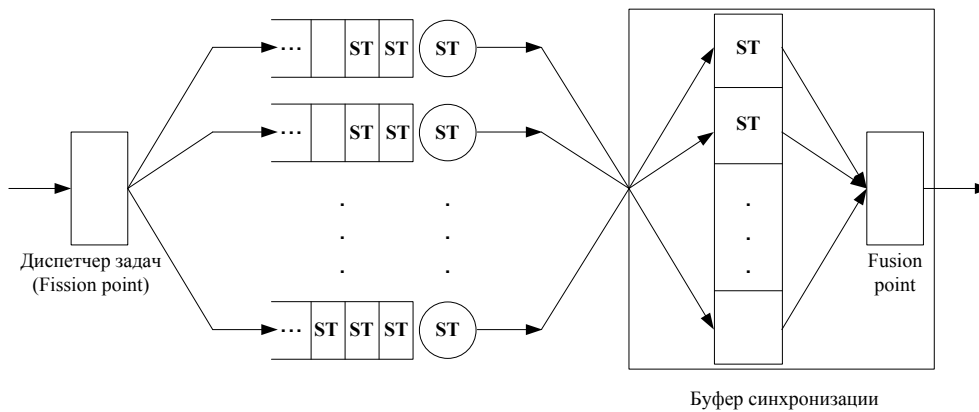 ... ST ST ST
... ST ST ST
Диспетчер задач
(Fission point)
... ST ST ST ST
ST
ST
Fusion
point
Буфер синхронизации